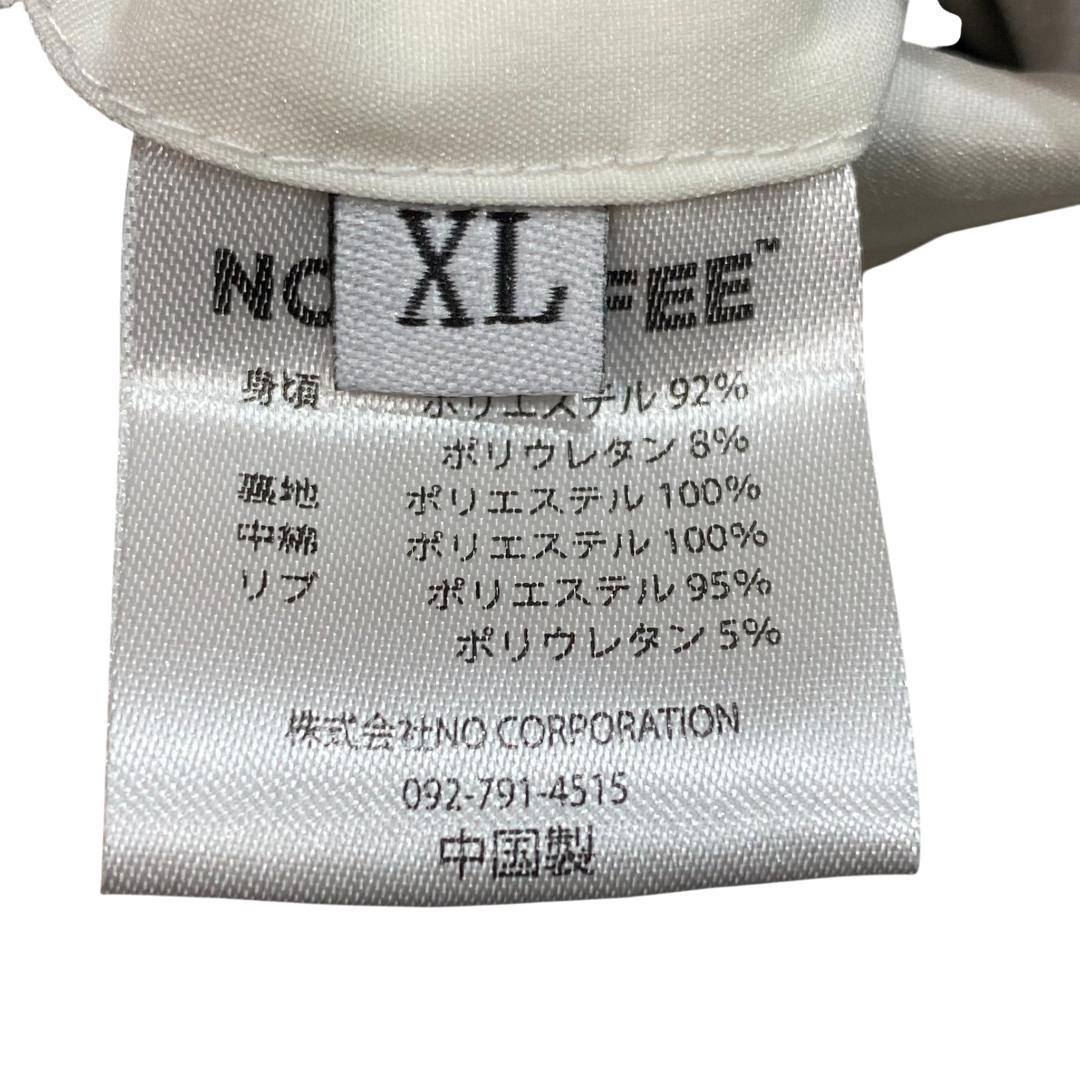 XL
NO FEE™
身頃 ポリエステル 92%
ポリウレタン 8%
裏地 ポリエステル 100%
中綿 ポリエステル 100%
リブ ポリエステル 95%
ポリウレタン 5%
株式会社NO CORPORATION
092-791-4515
中国製